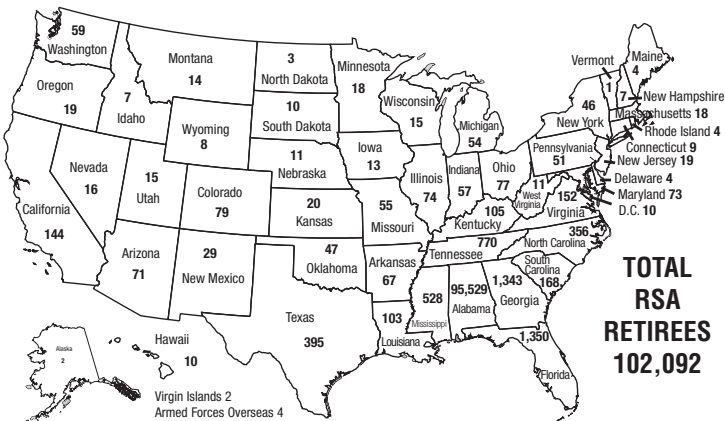 59
Washington
Oregon
19
7
Idaho
Montana
14
3
North Dakota
Minnesota
18
10
South Dakota
Wyoming
8
Wisconsin
15
Michigan
54
Vermont
1
Maine
4
7
New Hampshire
Massachusetts 18
Rhode Island 4
Connecticut 9
New Jersey 19
Delaware 4
Maryland 73
D.C. 10
46
New York
Pennsylvania
51
Nevada
16
15
Utah
Colorado
79
11
Nebraska
Iowa
13
Illinois
74
Indiana
57
Ohio
77
11
West
Virginia
152
Virginia
California
144
20
Kansas
55
Missouri
105
Kentucky
356
North Carolina
770
Tennessee
South
Carolina
168
Arizona
71
29
New Mexico
47
Oklahoma
Arkansas
67
528
Mississippi
95,529
Alabama
1,343
Georgia
Texas
395
103
Louisiana
1,350
Florida
Alaska
2
Hawaii
10
Virgin Islands 2
Armed Forces Overseas 4
TOTAL
RSA
RETIREES
102,092